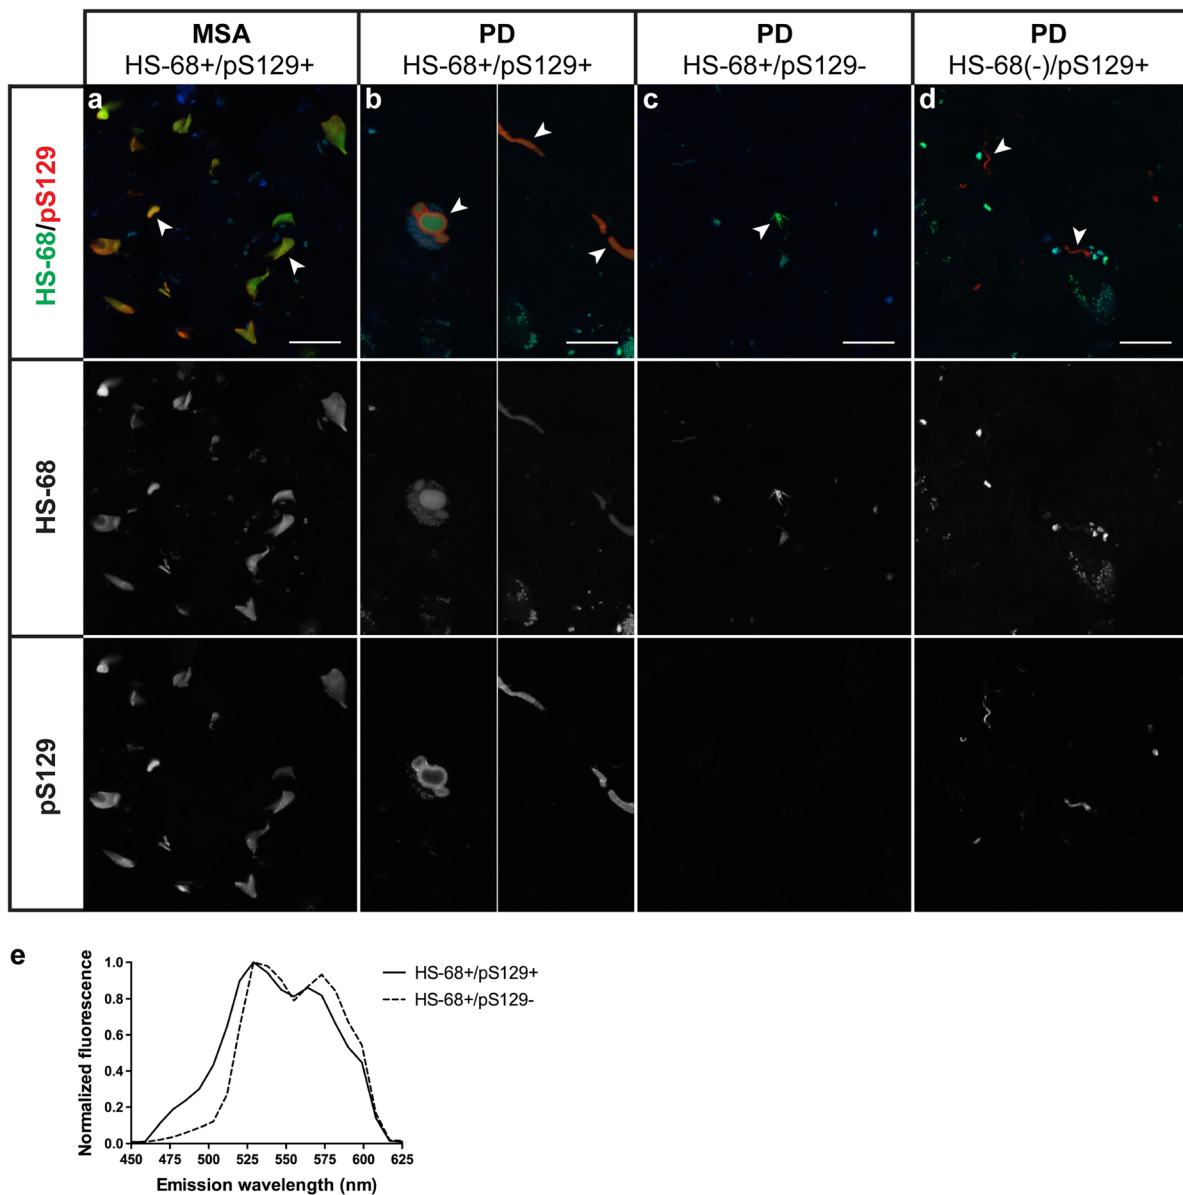 MSA
HS-68+/pS129+
PD
HS-68+/pS129+
PD
HS-68+/pS129-
PD
HS-68(-)/pS129+
HS-68/pS129
a
b
c
d
HS-68
pS129
e
Normalized fluorescence
1.0
0.8
0.6
0.4
0.2
0.0
450 475 500 525 550 575 600 625
Emission wavelength (nm)
HS-68+/pS129+
HS-68+/pS129-